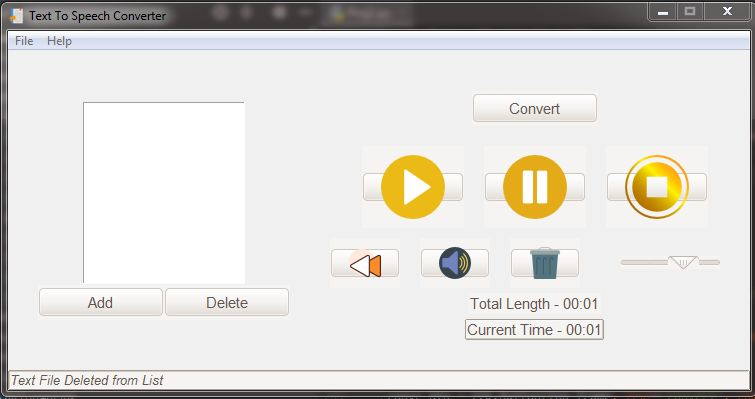 Text To Speech Converter
File Help
Convert
Add Delete
Total Length - 00:01
Current Time - 00:01
Text File Deleted from List